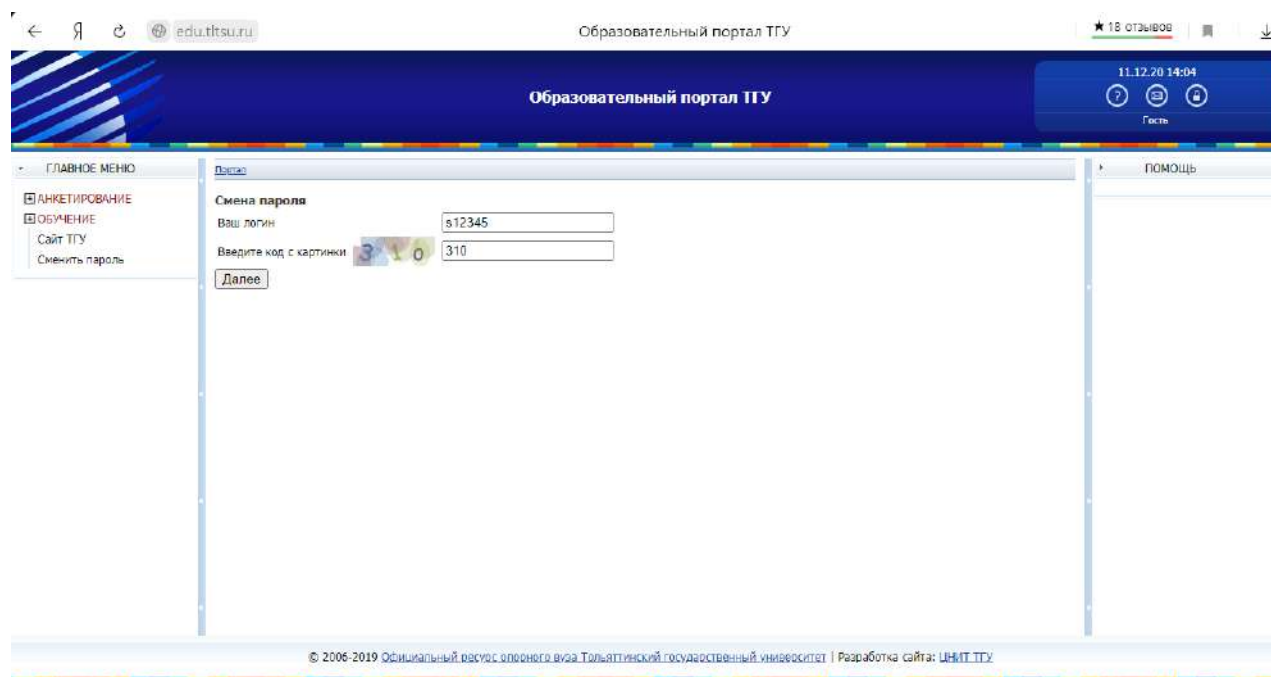 Я
edu.tltsu.ru
Образовательный портал ТГУ
★ 18 отзывов
Образовательный портал ТГУ
11.12.20 14:04
?
Гость
ГЛАВНОЕ МЕНЮ
Портал
ПОМОЩЬ
АНКЕТИРОВАНИЕ
ОБУЧЕНИЕ
Сайт ТГУ
Сменить пароль
Смена пароля
Ваш логин s12345
Введите код с картинки 310 310
Далее
© 2006-2019 Официальный ресурс опорного вуза Тольяттинский государственный университет | Разработка сайта: ЦНИТ ТГУ